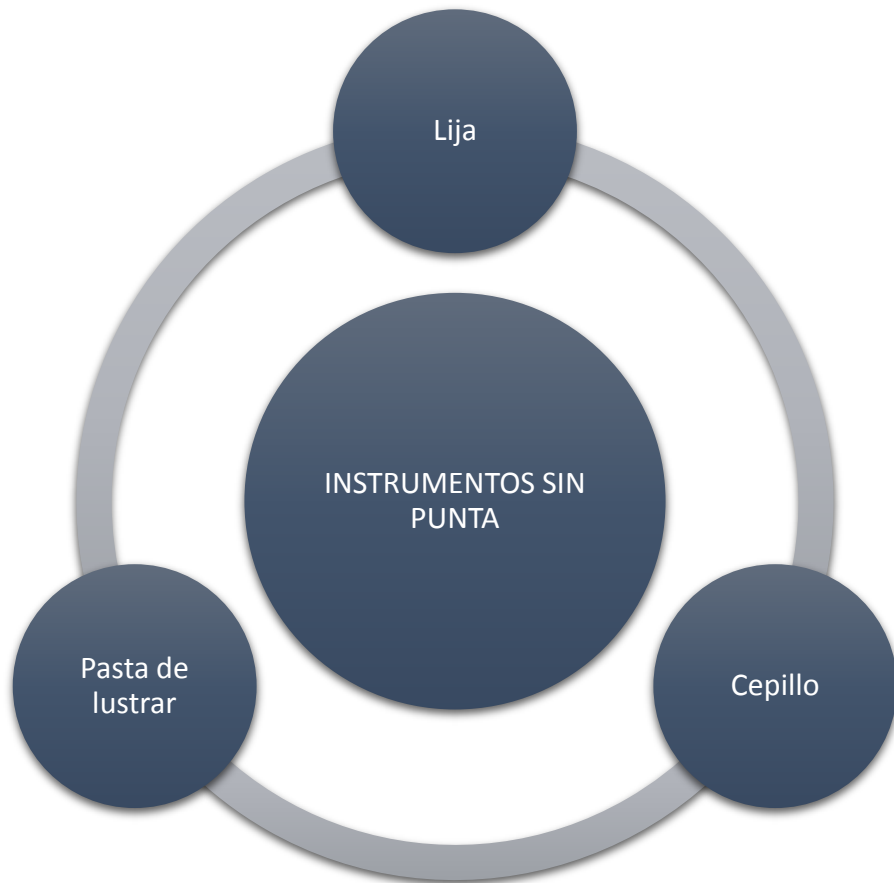 Lija
INSTRUMENTOS SIN
PUNTA
Pasta de
lustrar
Cepillo